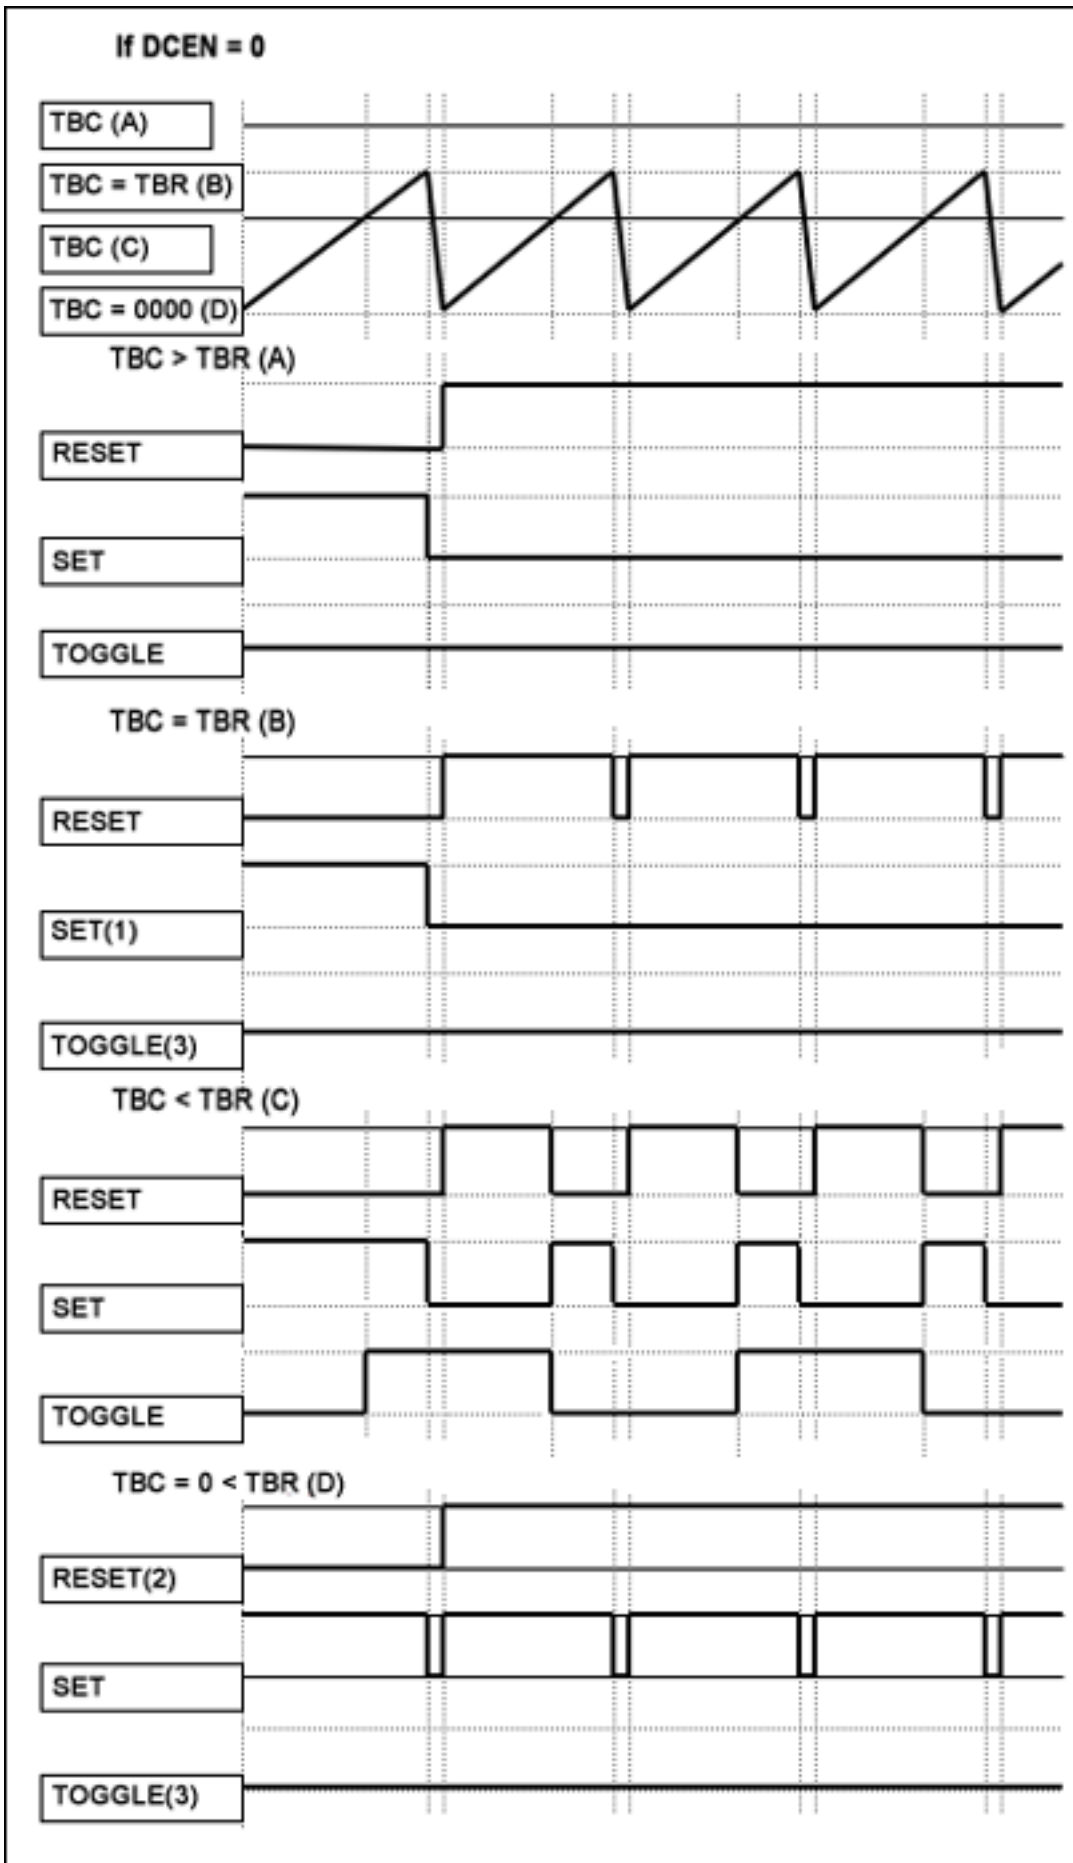 If DCEN = 0
TBC (A)
TBC = TBR (B)
TBC (C)
TBC = 0000 (D)
TBC > TBR (A)
RESET
SET
TOGGLE
TBC = TBR (B)
RESET
SET(1)
TOGGLE(3)
TBC < TBR (C)
RESET
SET
TOGGLE
TBC = 0 < TBR (D)
RESET(2)
SET
TOGGLE(3)